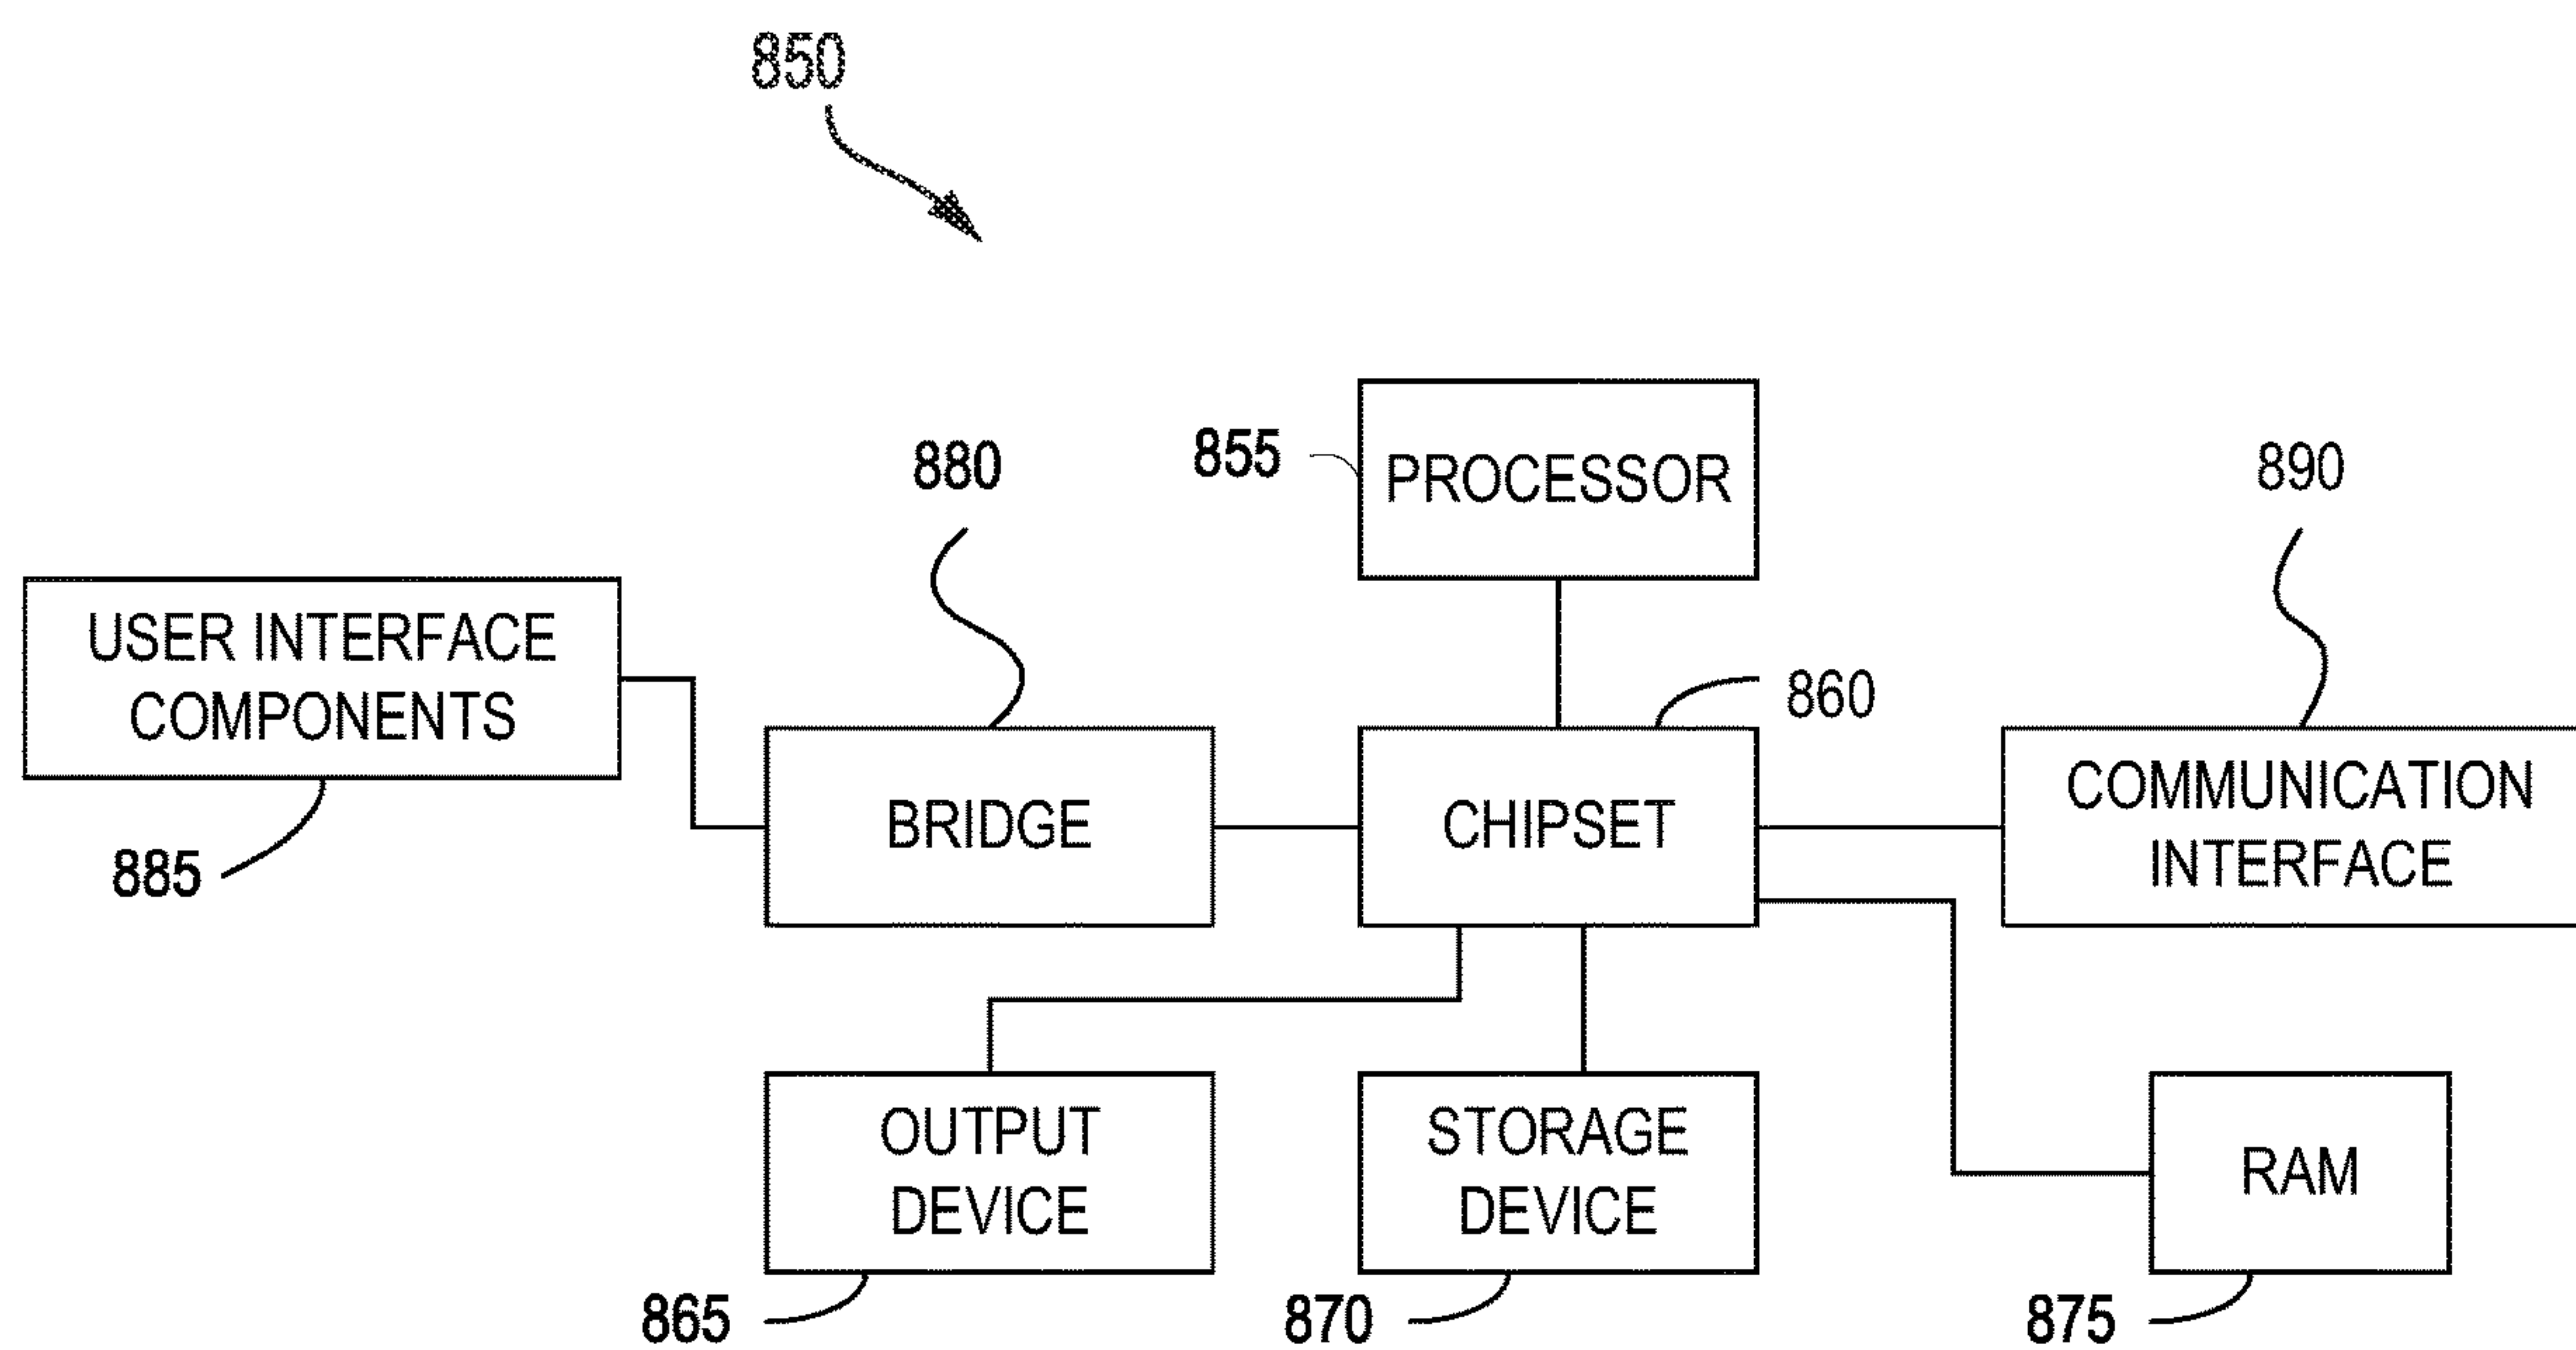 850
855
PROCESSOR
880
890
USER INTERFACE
COMPONENTS
860
885
BRIDGE
CHIPSET
COMMUNICATION
INTERFACE
OUTPUT
DEVICE
STORAGE
DEVICE
RAM
865
870
875